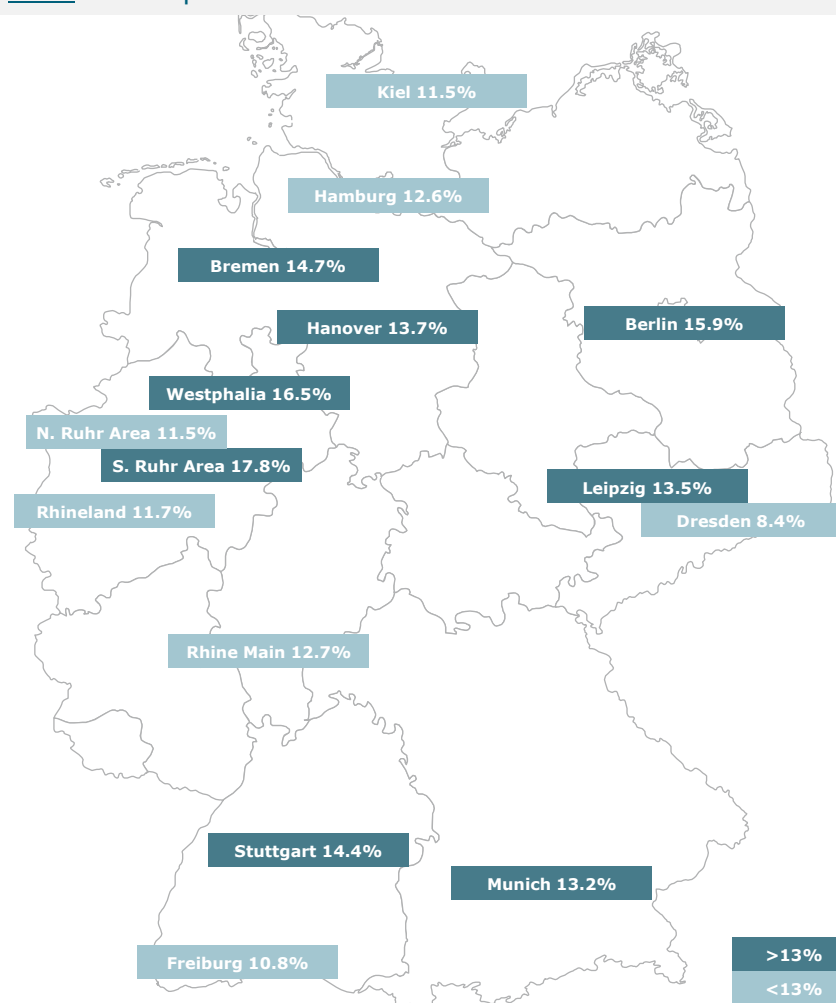 Kiel 11.5%
Hamburg 12.6%
Bremen 14.7%
Hanover 13.7%
Berlin 15.9%
Westphalia 16.5%
N. Ruhr Area 11.5%
S. Ruhr Area 17.8%
Leipzig 13.5%
Rhineland 11.7%
Dresden 8.4%
Rhine Main 12.7%
Stuttgart 14.4%
Munich 13.2%
Freiburg 10.8%
>13%
<13%